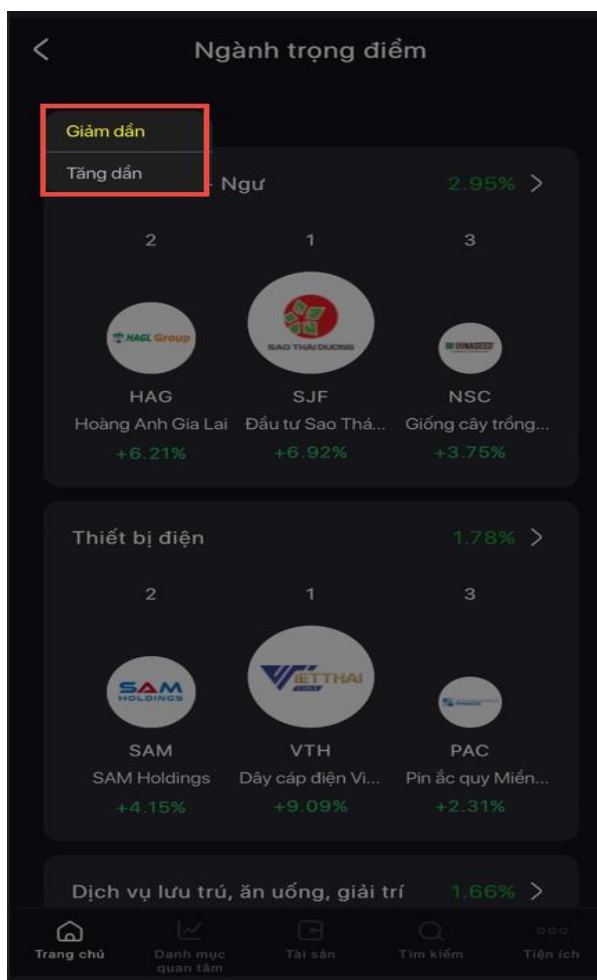 Ngành trọng điểm
Giảm dần
Tăng dần
- Ngư 2.95%
2 1 3
HAGL Group
SAO THAI DUONG
VINASEED
HAG SJF NSC
Hoàng Anh Gia Lai Đầu tư Sao Thá... Giống cây trồng...
+6.21% +6.92% +3.75%
Thiết bị điện 1.78%
2 1 3
SAM
HOLDINGS
VIETTHAI
SAM VTH PAC
SAM Holdings Dây cáp điện Vi... Pin ắc quy Miền...
+4.15% +9.09% +2.31%
Dịch vụ lưu trú, ăn uống, giải trí 1.66%
Trang chủ Danh mục Tài sản Tìm kiếm Tiện ích
quan tâm